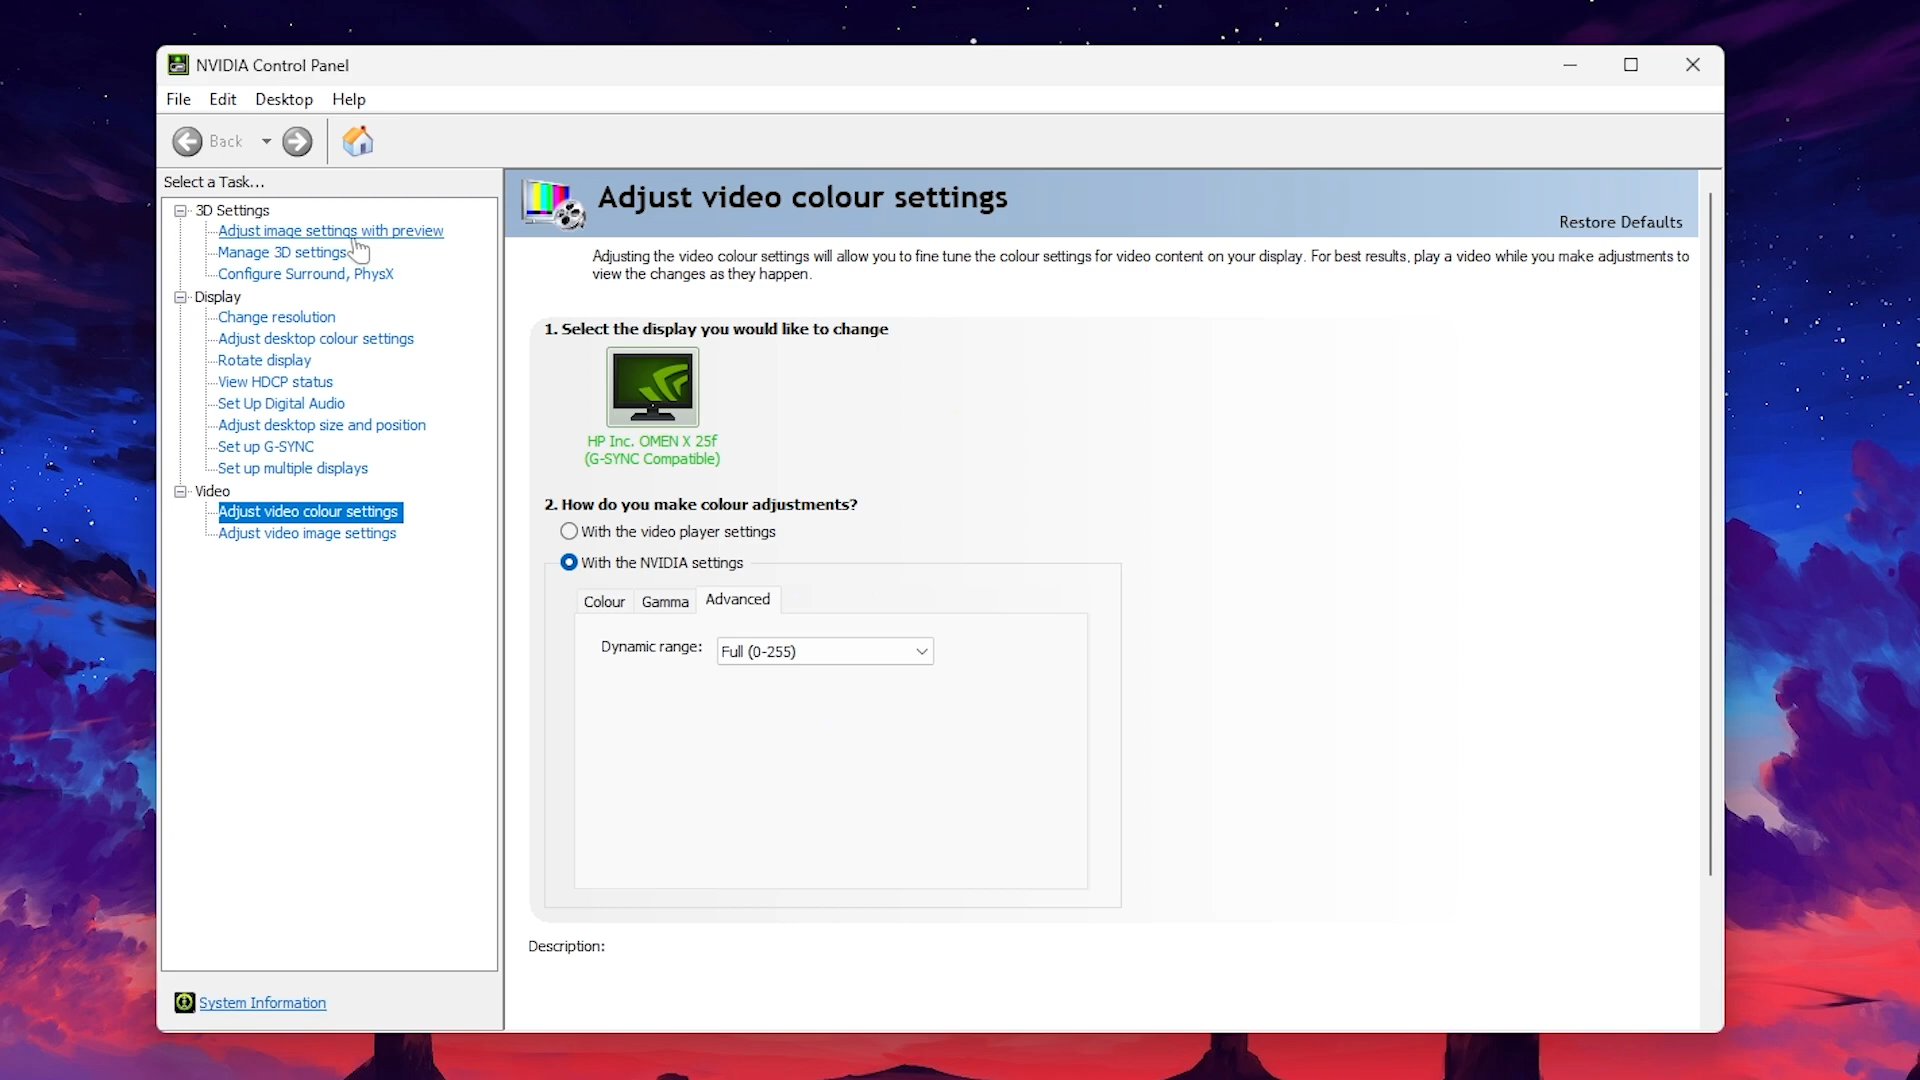 NVIDIA Control Panel
File Edit Desktop Help
Back
Select a Task...
3D Settings
Adjust image settings with preview
Manage 3D settings
Configure Surround, PhysX
Display
Change resolution
Adjust desktop colour settings
Rotate display
View HDCP status
Set Up Digital Audio
Adjust desktop size and position
Set up G-SYNC
Set up multiple displays
Video
Adjust video colour settings
Adjust video image settings
System Information
Adjust video colour settings
Restore Defaults
Adjusting the video colour settings will allow you to fine tune the colour settings for video content on your display. For best results, play a video while you make adjustments to
view the changes as they happen.
1. Select the display you would like to change
HP Inc. OMEN X 25f
(G-SYNC Compatible)
2. How do you make colour adjustments?
With the video player settings
With the NVIDIA settings
Colour Gamma Advanced
Dynamic range: Full (0-255)
Description: